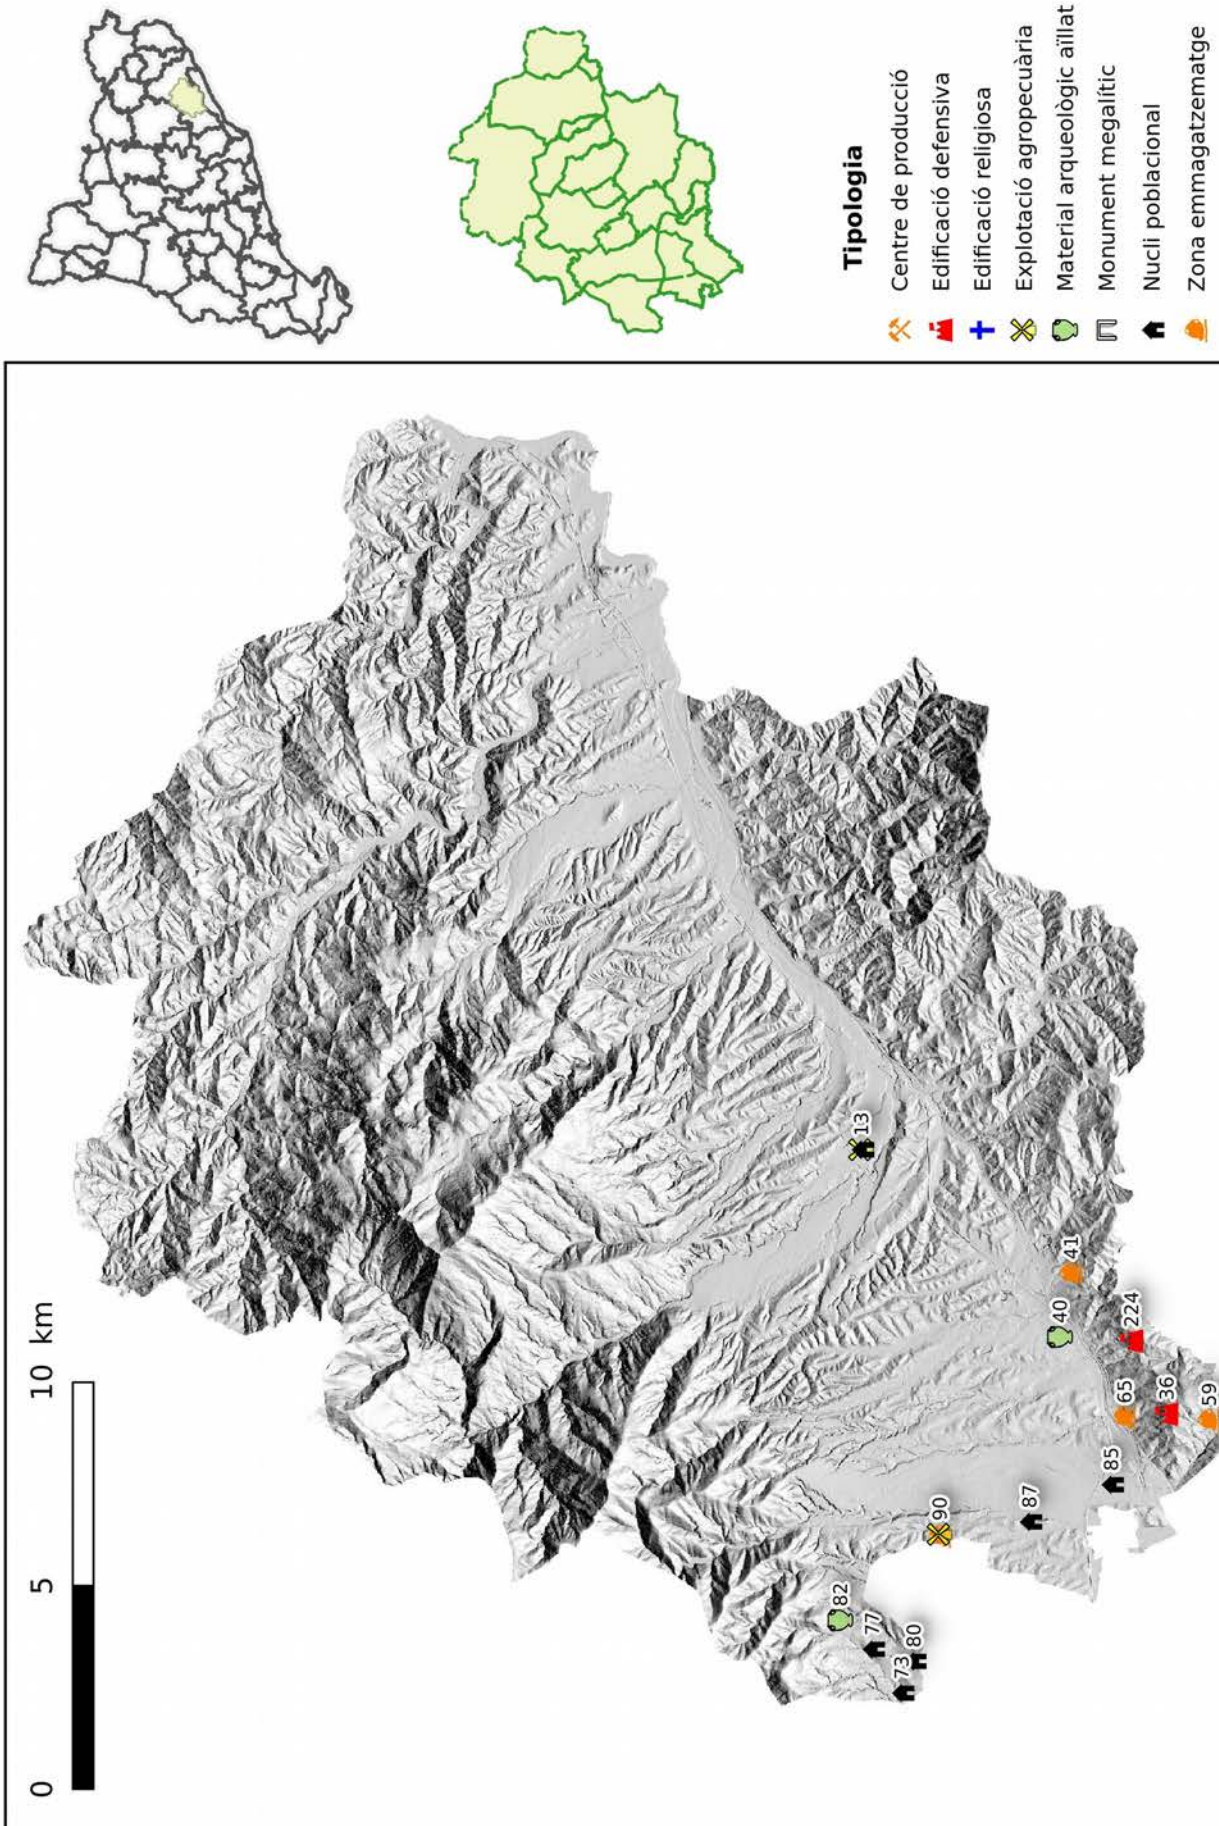 0 5 10 km
Tipologia
Centre de producció
Edificació defensiva
Edificació religiosa
Explotació agropecuària
Material arqueològic aïllat
Monument megalític
Nucli poblacional
Zona emmagatzematge
13
41
40
224
65
36
59
85
87
90
82
77
80
73